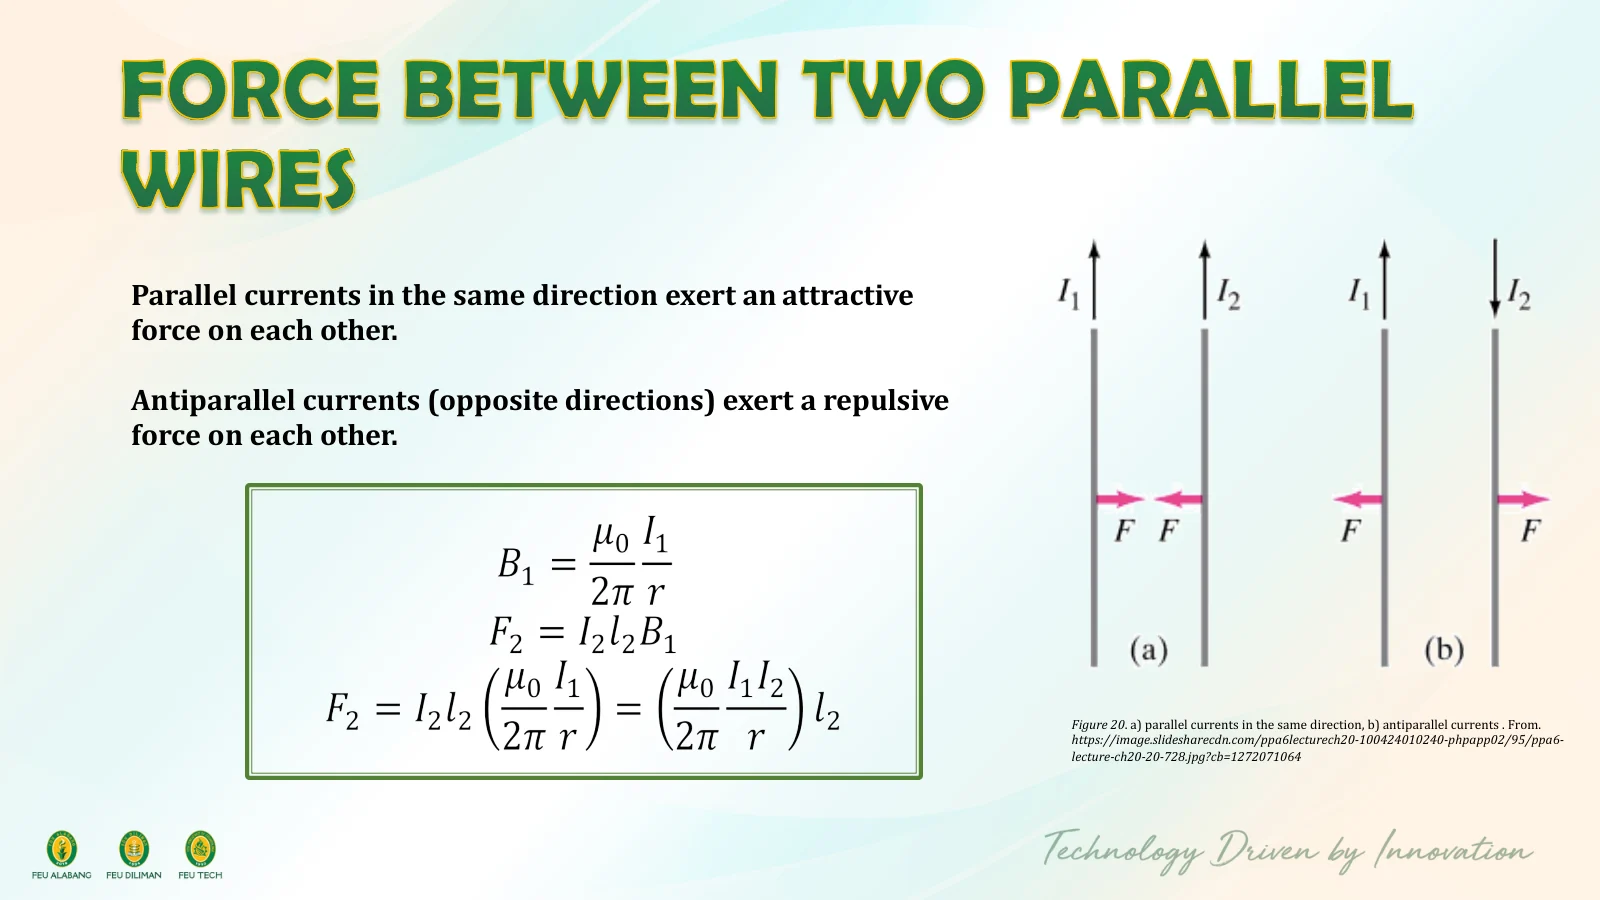 FORCE BETWEEN TWO PARALLEL
WIRES
Parallel currents in the same direction exert an attractive
force on each other.
Antiparallel currents (opposite directions) exert a repulsive
force on each other.
B₁ = μ₀/2π I₁/r
F₂ = I₂l₂B₁
F₂ = I₂l₂(μ₀/2π I₁/r) = (μ₀/2π I₁I₂/r) l₂
I₁ I₂ I₁ I₂
F F F F
(a) (b)
Figure 20. a) parallel currents in the same direction, b) antiparallel currents . From.
https://image.slidesharecdn.com/ppa6lecturech20-100424010240-phpapp02/95/ppa6-
lecture-ch20-20-728.jpg?cb=1272071064
FEU ALABANG FEU DILIMAN FEU TECH
Technology Driven by Innovation